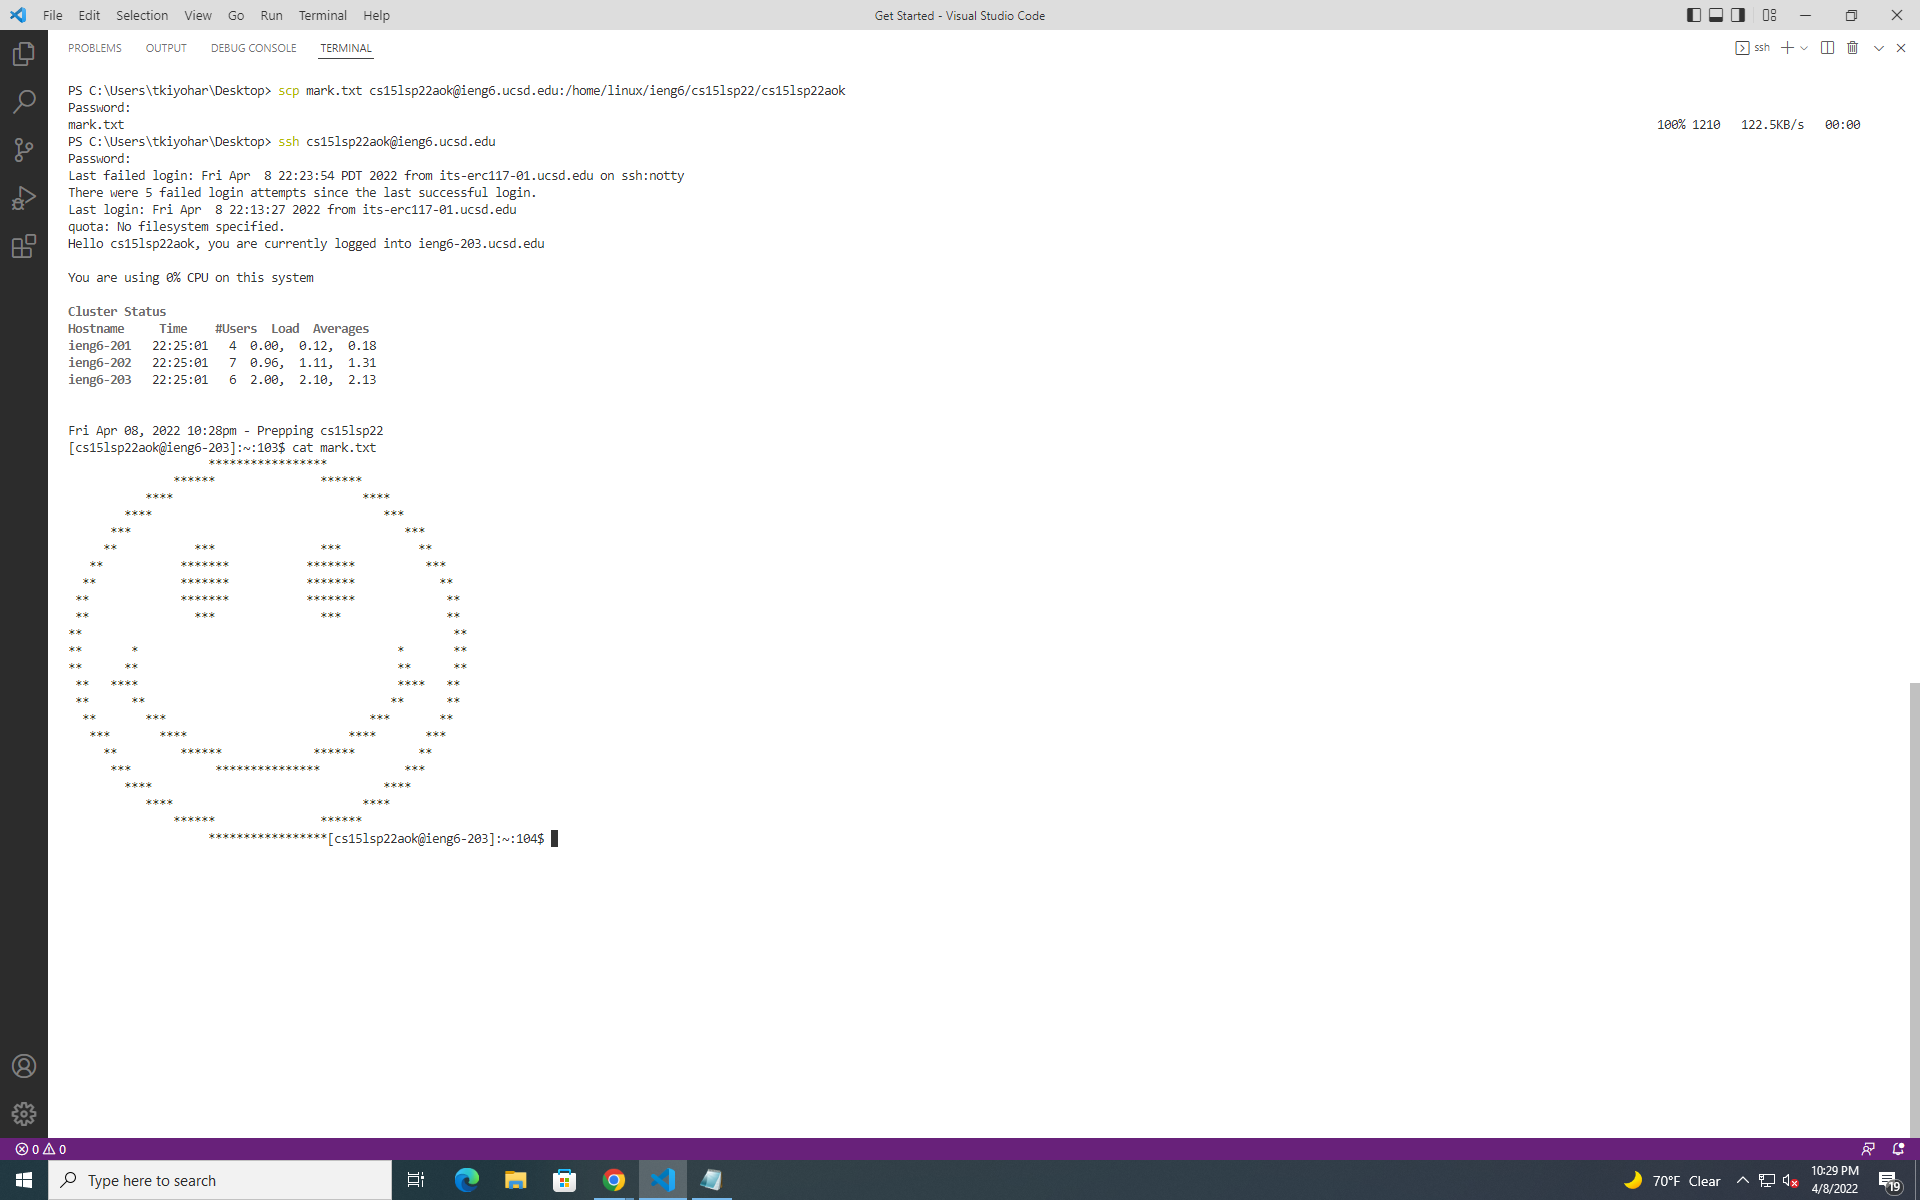 File Edit Selection View Go Run Terminal Help
Get Started - Visual Studio Code
PROBLEMS OUTPUT DEBUG CONSOLE TERMINAL
ssh
PS C:\Users\tkiyohar\Desktop> scp mark.txt cs15lsp22aok@ieng6.ucsd.edu:/home/linux/ieng6/cs15lsp22/cs15lsp22aok
Password:
mark.txt 100% 1210 122.5KB/s 00:00
PS C:\Users\tkiyohar\Desktop> ssh cs15lsp22aok@ieng6.ucsd.edu
Password:
Last failed login: Fri Apr  8 22:23:54 PDT 2022 from its-erc117-01.ucsd.edu on ssh:notty
There were 5 failed login attempts since the last successful login.
Last login: Fri Apr  8 22:13:27 2022 from its-erc117-01.ucsd.edu
quota: No filesystem specified.
Hello cs15lsp22aok, you are currently logged into ieng6-203.ucsd.edu
You are using 0% CPU on this system
Cluster Status
Hostname     Time    #Users  Load  Averages
ieng6-201   22:25:01   4  0.00,  0.12,  0.18
ieng6-202   22:25:01   7  0.96,  1.11,  1.31
ieng6-203   22:25:01   6  2.00,  2.10,  2.13
Fri Apr 08, 2022 10:28pm - Prepping cs15lsp22
[cs15lsp22aok@ieng6-203]:~:103$ cat mark.txt
                    *****************
               ******               ******
           ****                           ****
        ****                                 ***
      ***                                       ***
     **           ***               ***           **
   **           *******           *******          ***
  **            *******           *******            **
 **             *******           *******             **
 **               ***               ***               **
**                                                     **
**       *                                     *       **
**      **                                     **      **
 **   ****                                     ****   **
 **      **                                   **      **
  **       ***                             ***       **
   ***       ****                       ****       ***
     **         ******             ******         **
      ***            ***************            ***
        ****                                 ****
           ****                           ****
               ******               ******
                    *****************[cs15lsp22aok@ieng6-203]:~:104$
0 0
Type here to search
70°F Clear
10:29 PM
4/8/2022
19